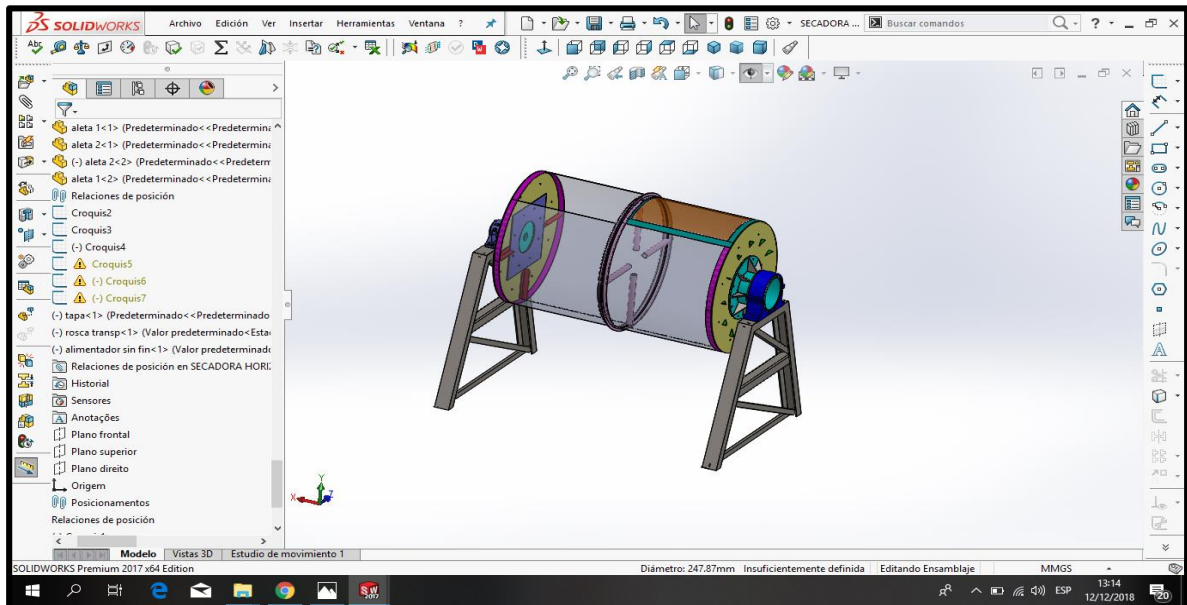 SOLIDWORKS Archivo Edición Ver Insertar Herramientas Ventana ? SECADORA ... Buscar comandos
aleta 1<1> (Predeterminado<<Predetermina
aleta 2<1> (Predeterminado<<Predetermina
(-) aleta 2<2> (Predeterminado<<Predeterm
aleta 1<2> (Predeterminado<<Predetermina
Relaciones de posición
Croquis2
Croquis3
(-) Croquis4
Croquis5
(-) Croquis6
(-) Croquis7
(-) tapa<1> (Predeterminado<<Predeterminado
(-) rosca transp<1> (Valor predeterminado<Esta
(-) alimentador sin fin<1> (Valor predeterminado
Relaciones de posición en SECADORA HORI
Historial
Sensores
Anotações
Plano frontal
Plano superior
Plano direito
Origem
Posicionamentos
Relaciones de posición
Modelo Vistas 3D Estudio de movimiento 1
SOLIDWORKS Premium 2017 x64 Edition Diámetro: 247.87mm Insuficientemente definida Editando Ensamblaje MMGS
ESP 13:14
12/12/2018 20